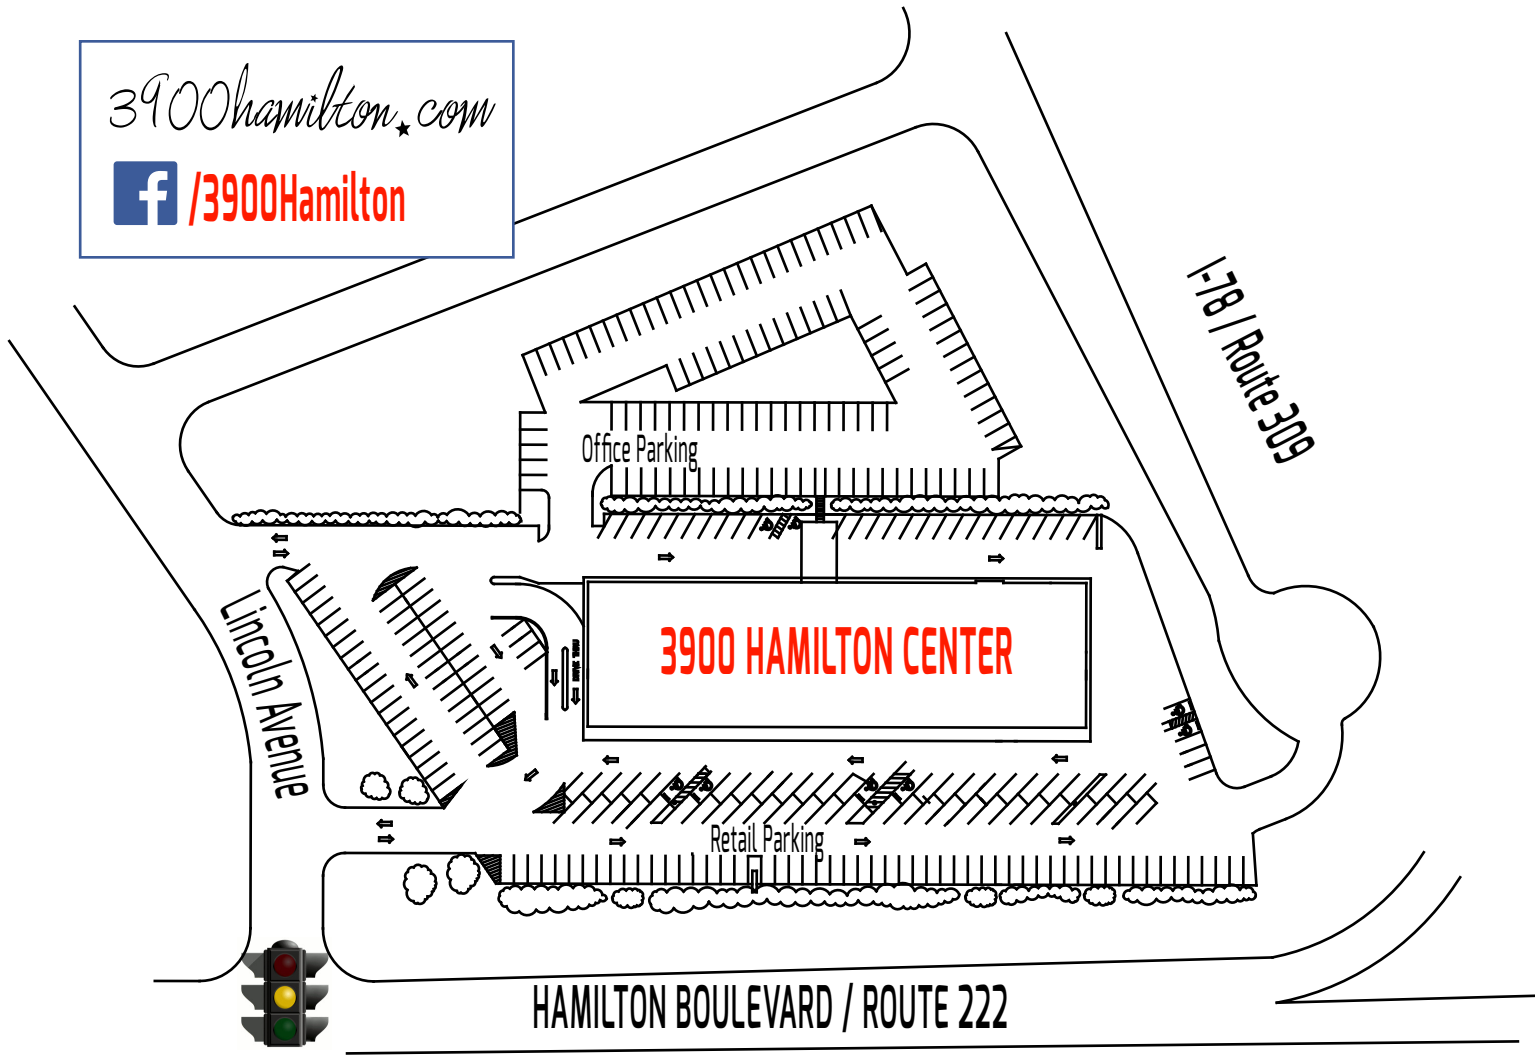 3900hamilton.com
f /3900Hamilton
I-78 / Route 309
Office Parking
Lincoln Avenue
3900 HAMILTON CENTER
Retail Parking
HAMILTON BOULEVARD / ROUTE 222